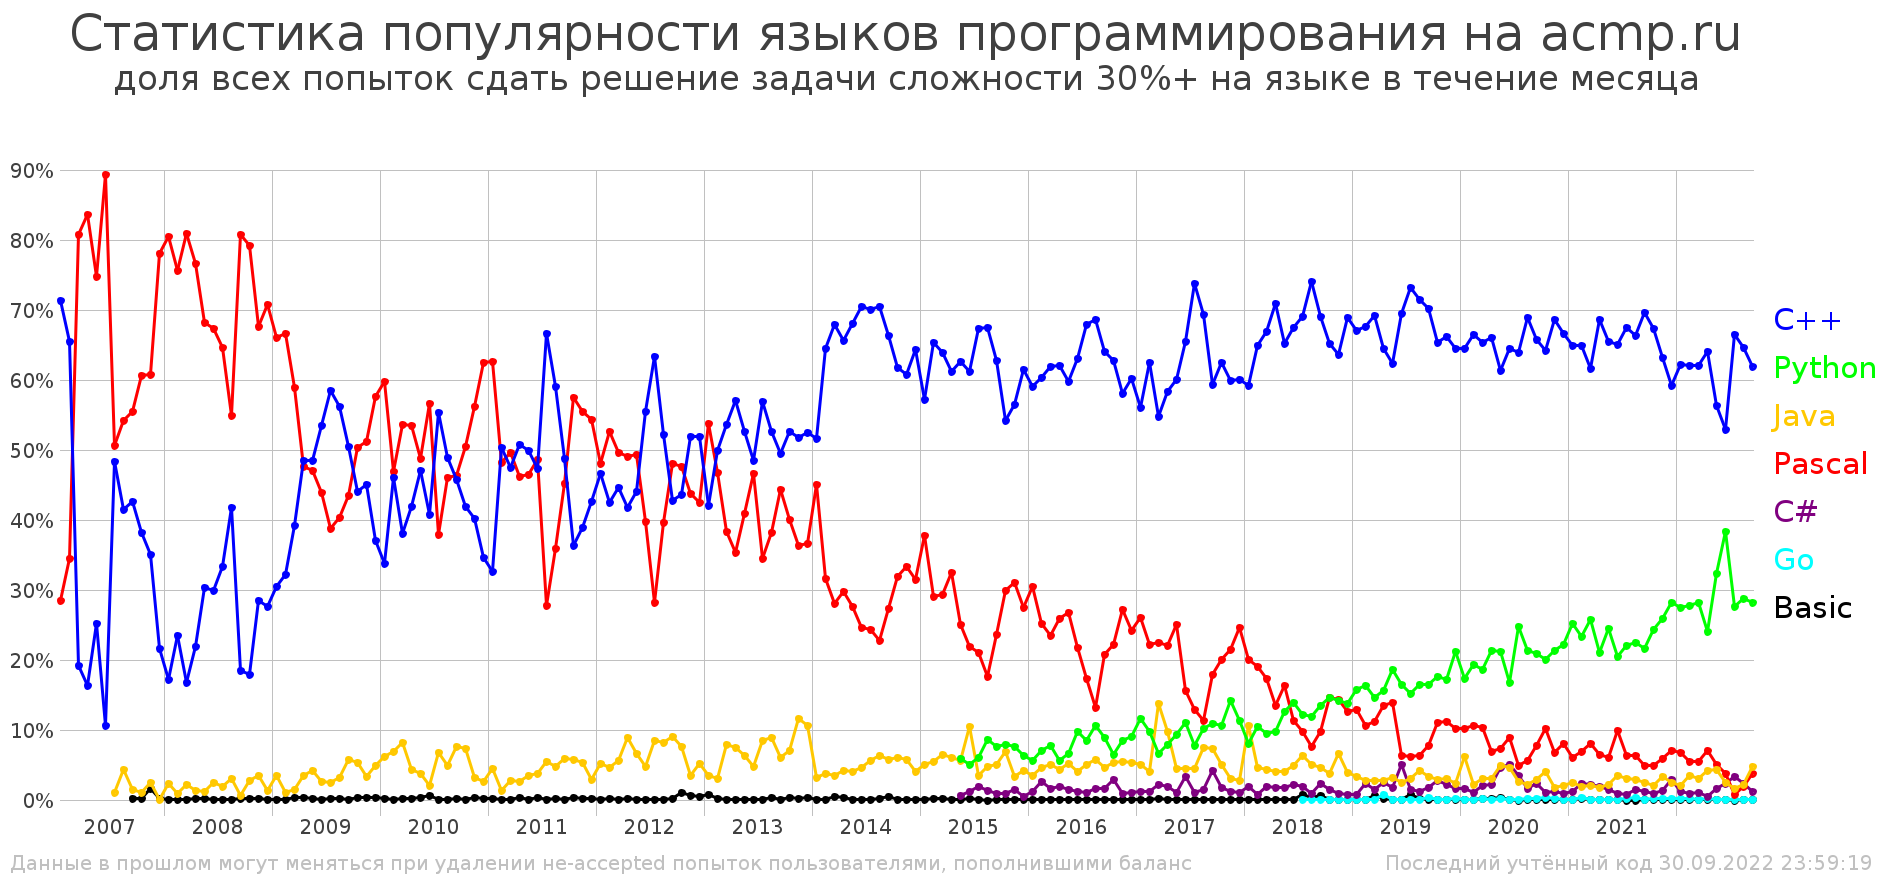 Статистика популярности языков программирования на acmp.ru
доля всех попыток сдать решение задачи сложности 30%+ на языке в течение месяца
90%
80%
70%
60%
50%
40%
30%
20%
10%
0%
C++
Python
Java
Pascal
C#
Go
Basic
2007 2008 2009 2010 2011 2012 2013 2014 2015 2016 2017 2018 2019 2020 2021
Данные в прошлом могут меняться при удалении не-accepted попыток пользователями, пополнившими баланс
Последний учтённый код 30.09.2022 23:59:19